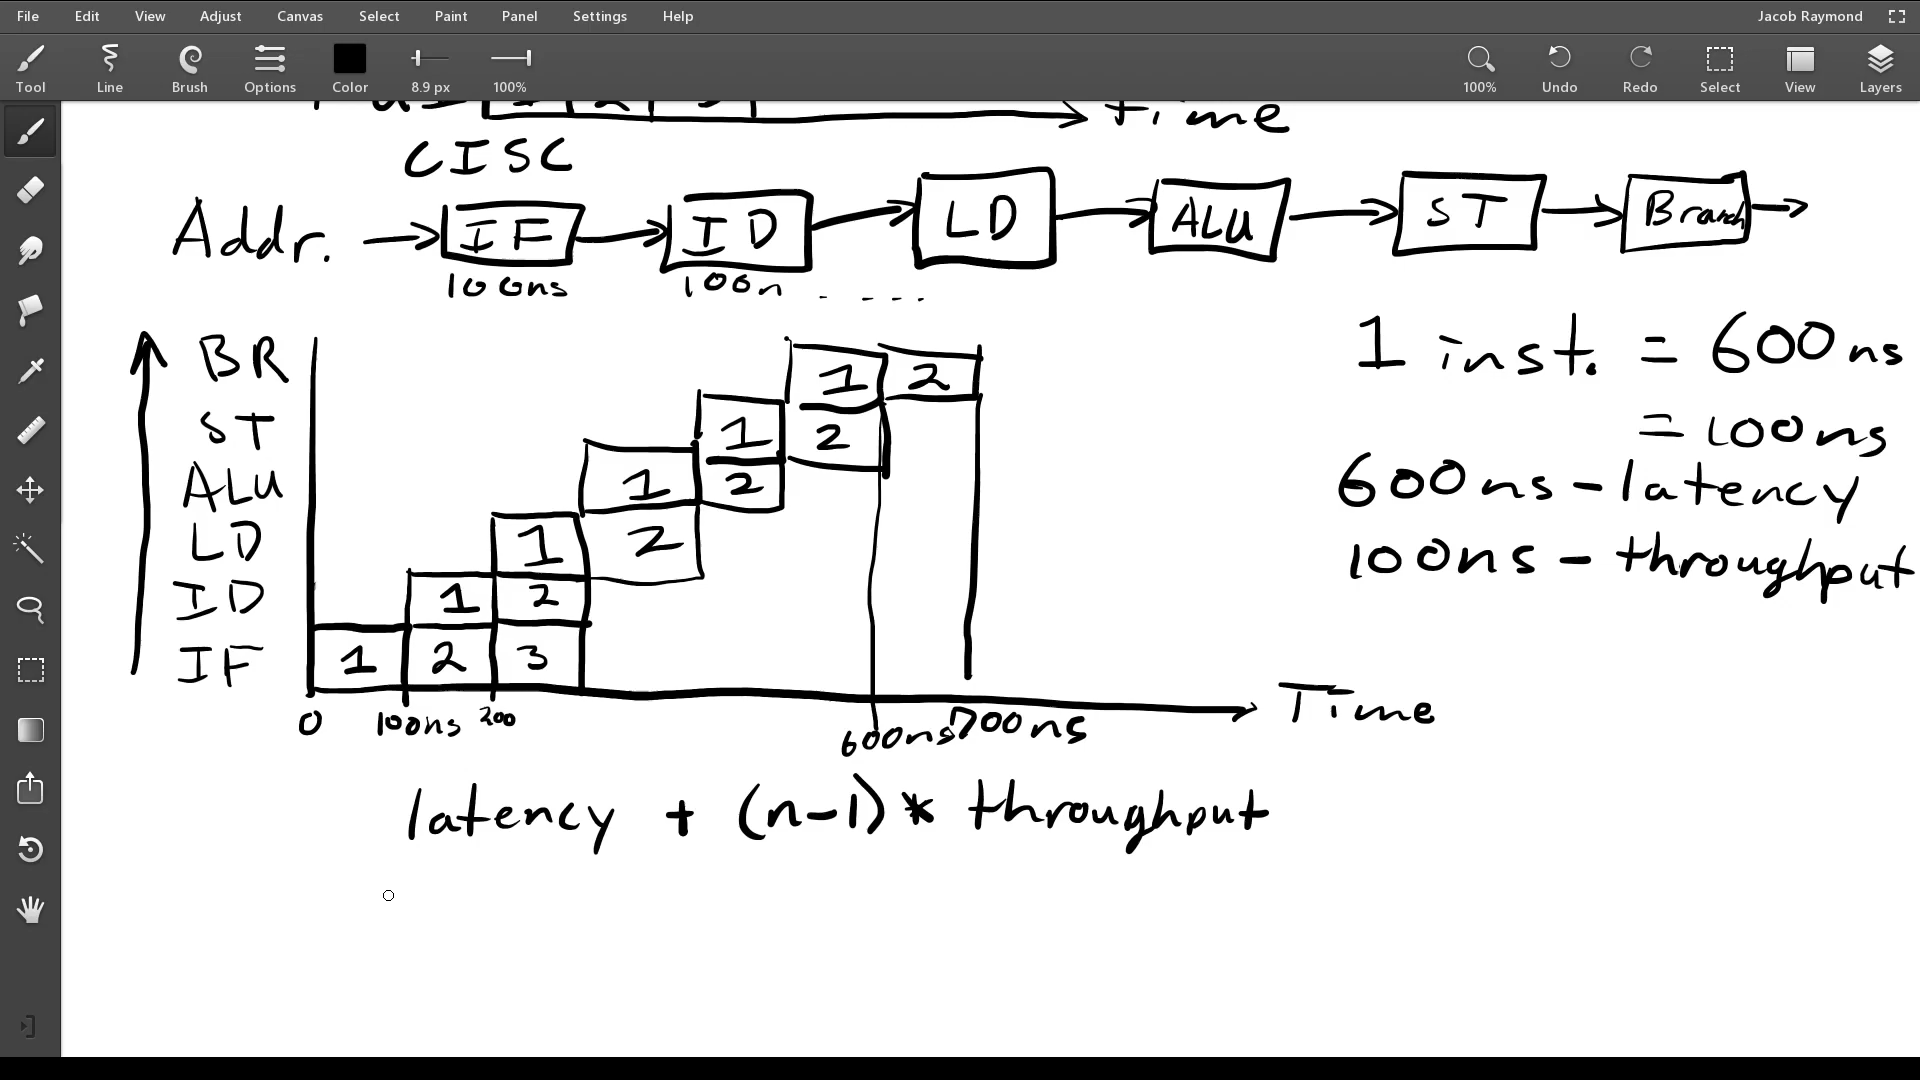 File Edit View Adjust Canvas Select Paint Panel Settings Help Jacob Raymond
Tool Line Brush Options Color 8.9 px 100% 100% Undo Redo Select View Layers
time
CISC
Addr. IF ID LD ALU ST Branch
100ns 100n
BR 1 2
ST 1 2
ALU 1 2
LD 1 2
ID 1 2
IF 1 2 3
0 100ns 200 600ns 700ns Time
1 inst. = 600ns
= 100ns
600ns - latency
100ns - throughput
latency + (n-1) * throughput